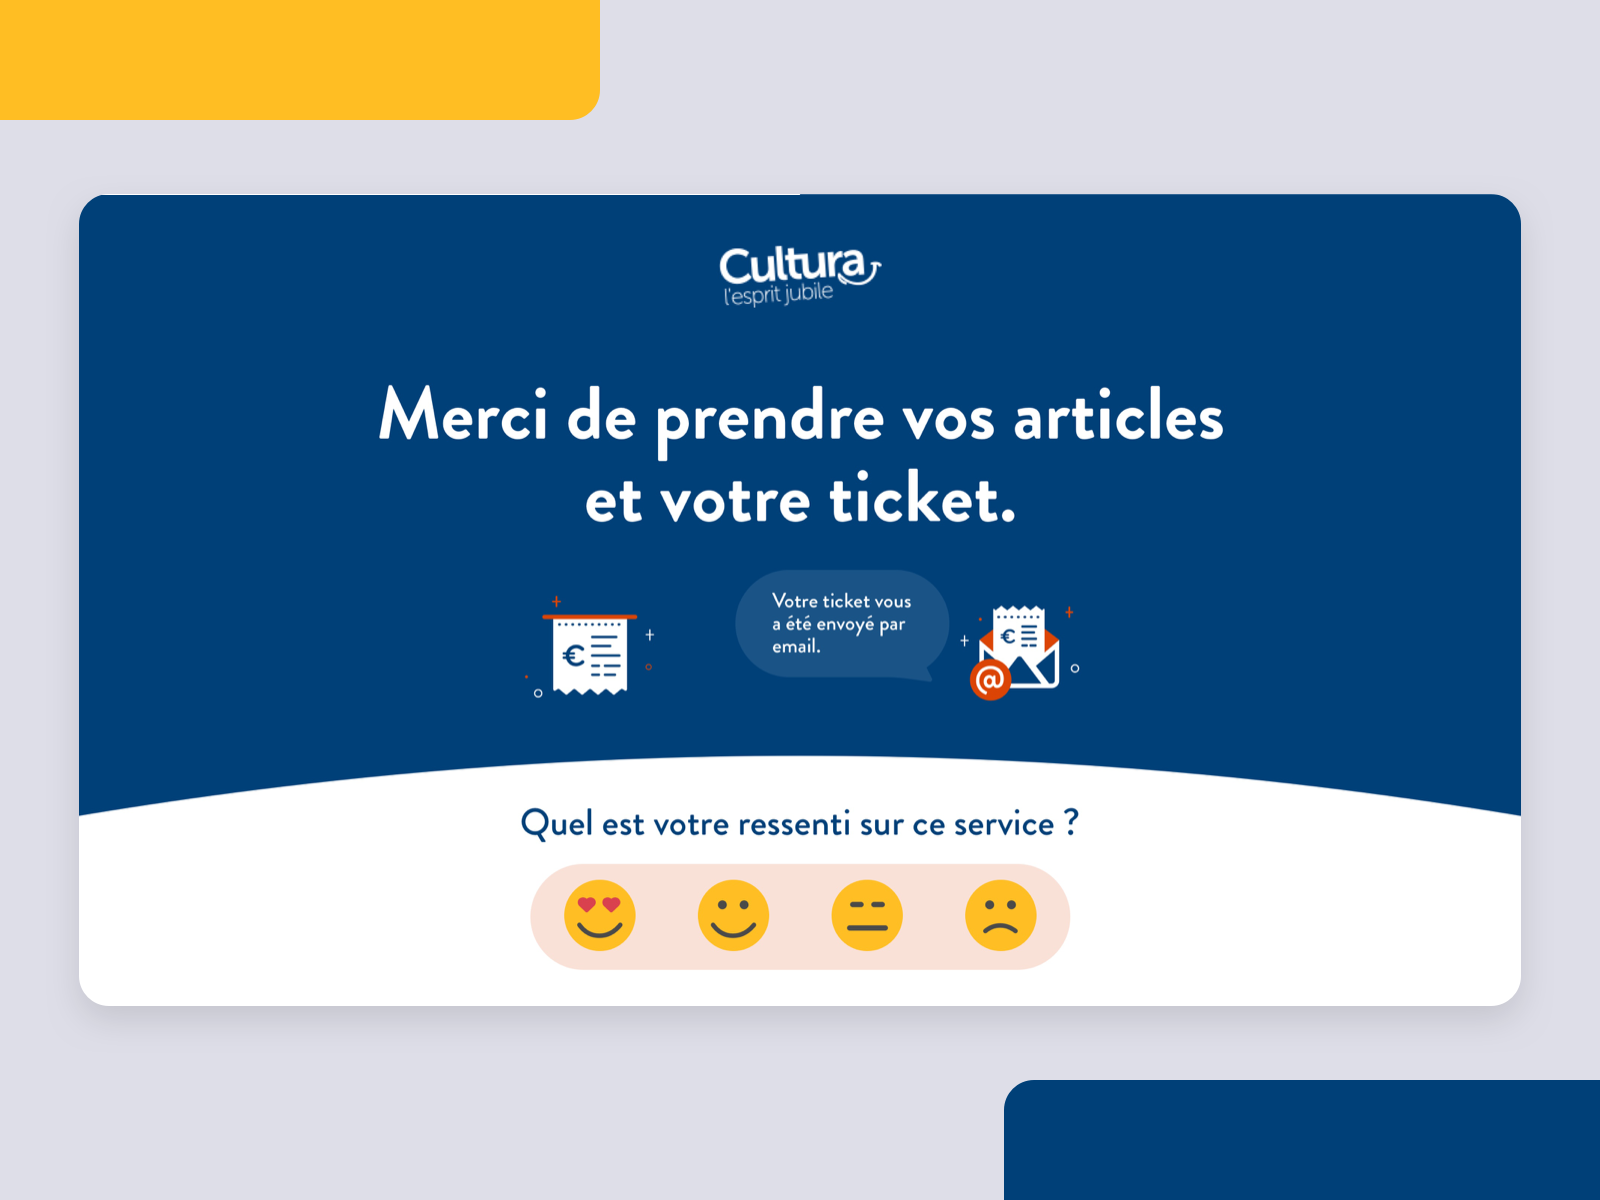 Cultura
l'esprit jubile
Merci de prendre vos articles
et votre ticket.
Votre ticket vous
a été envoyé par
email.
€
€
@
Quel est votre ressenti sur ce service ?